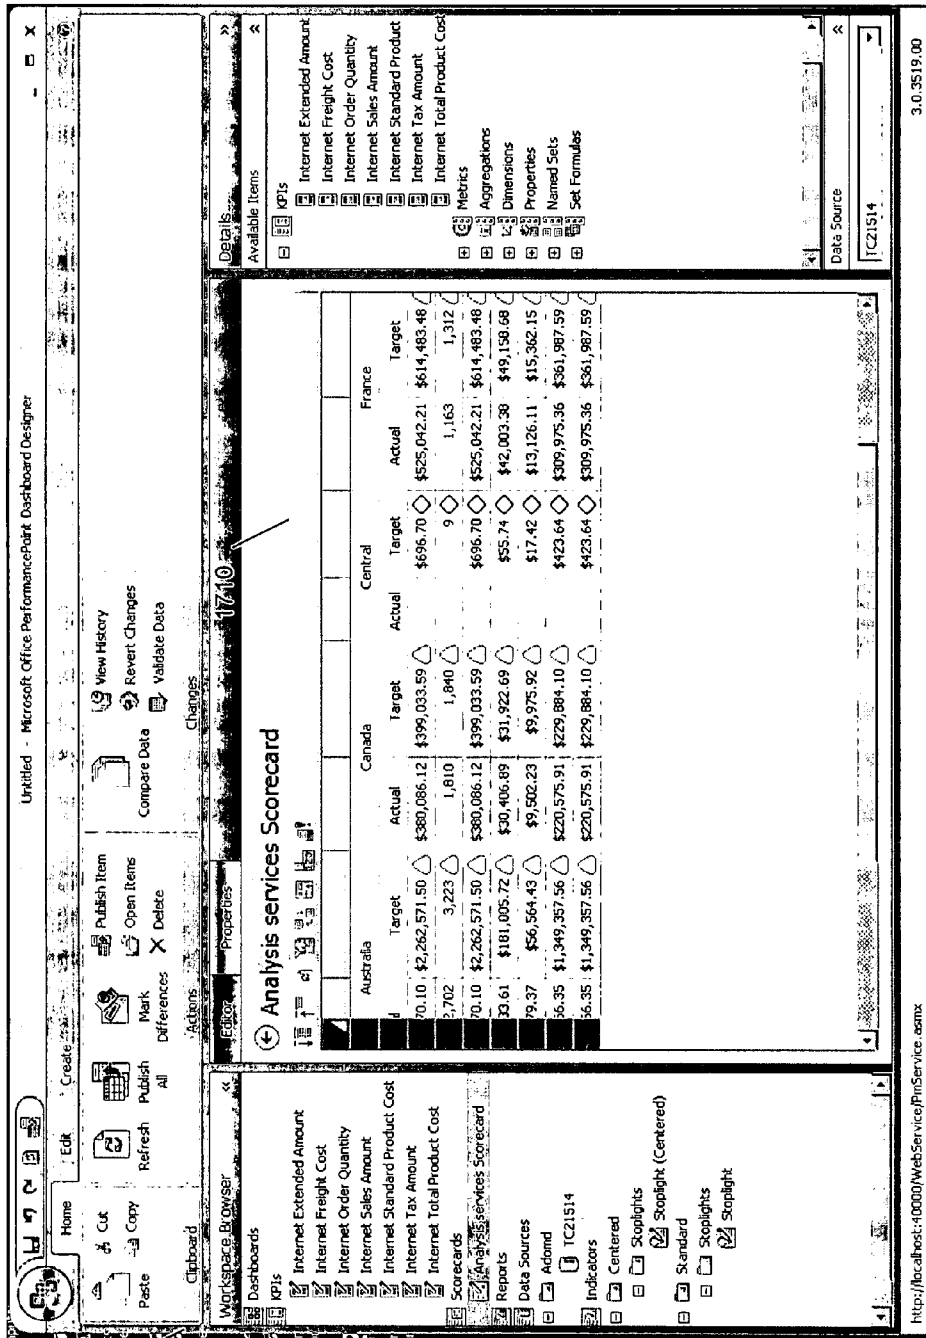 Untitled - Microsoft Office PerformancePoint Dashboard Designer
Home Edit Create
Paste
Cut
Copy
Clipboard
Refresh
Publish All
Mark Differences
Publish Item
Open Items
Delete
Actions
Compare Data
View History
Revert Changes
Validate Data
Changes
Workspace Browser
Dashboards
KPIs
Internet Extended Amount
Internet Freight Cost
Internet Order Quantity
Internet Sales Amount
Internet Standard Product Cost
Internet Tax Amount
Internet Total Product Cost
Scorecards
Analysis services Scorecard
Reports
Data Sources
Adomd
TC21514
Indicators
Centered
Stoplights
Stoplight (Centered)
Standard
Stoplights
Stoplight
Editor Properties
1710
Analysis services Scorecard
Australia Canada Central France
Target Actual Target Actual Target Actual Target
70.10 $2,262,571.50 $380,086.12 $399,033.59 $696.70 $525,042.21 $614,483.48
2,702 3,223 1,810 1,840 9 1,163 1,312
70.10 $2,262,571.50 $380,086.12 $399,033.59 $696.70 $525,042.21 $614,483.48
33.61 $181,005.72 $30,406.89 $31,922.69 $55.74 $42,003.38 $49,158.68
79.37 $56,564.43 $9,502.23 $9,975.92 $17.42 $13,126.11 $15,362.15
56.35 $1,349,357.56 $220,575.91 $229,884.10 $423.64 $309,975.36 $361,987.59
56.35 $1,349,357.56 $220,575.91 $229,884.10 $423.64 $309,975.36 $361,987.59
Details
Available Items
KPIs
Internet Extended Amount
Internet Freight Cost
Internet Order Quantity
Internet Sales Amount
Internet Standard Product
Internet Tax Amount
Internet Total Product Cost
Metrics
Aggregations
Dimensions
Properties
Named Sets
Set Formulas
Data Source
TC21514
http://localhost:40000/WebService/PmService.asmx
3.0.3519.00